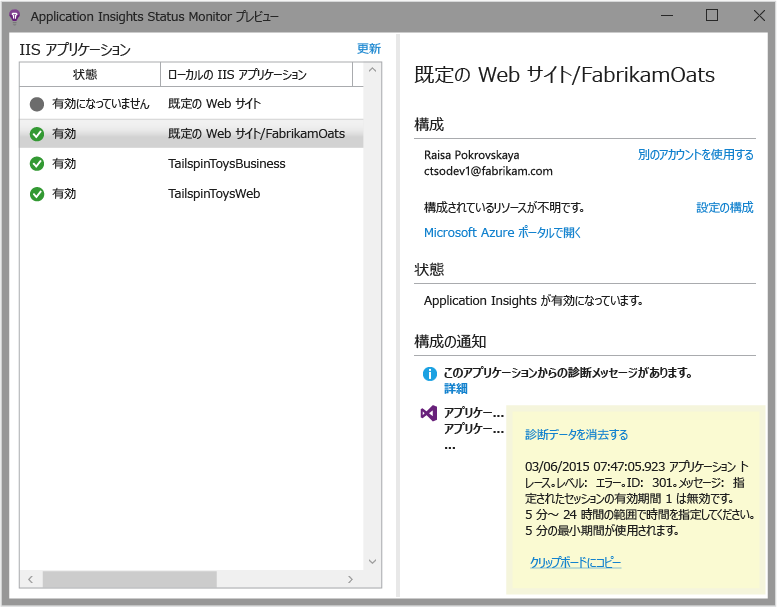 Application Insights Status Monitor プレビュー
IIS アプリケーション
更新
状態
ローカルの IIS アプリケーション
有効になっていません
既定の Web サイト
有効
既定の Web サイト/FabrikamOats
有効
TailspinToysBusiness
有効
TailspinToysWeb
既定の Web サイト/FabrikamOats
構成
Raisa Pokrovskaya
別のアカウントを使用する
ctsodev1@fabrikam.com
構成されているリソースが不明です。
設定の構成
Microsoft Azure ポータルで開く
状態
Application Insights が有効になっています。
構成の通知
このアプリケーションからの診断メッセージがあります。
詳細
アプリケー...
アプリケー...
...
診断データを消去する
03/06/2015 07:47:05.923 アプリケーション ト
レース。レベル: エラー。ID: 301。メッセージ: 指
定されたセッションの有効期間 1 は無効です。
5 分～ 24 時間の範囲で時間を指定してください。
5 分の最小期間が使用されます。
クリップボードにコピー